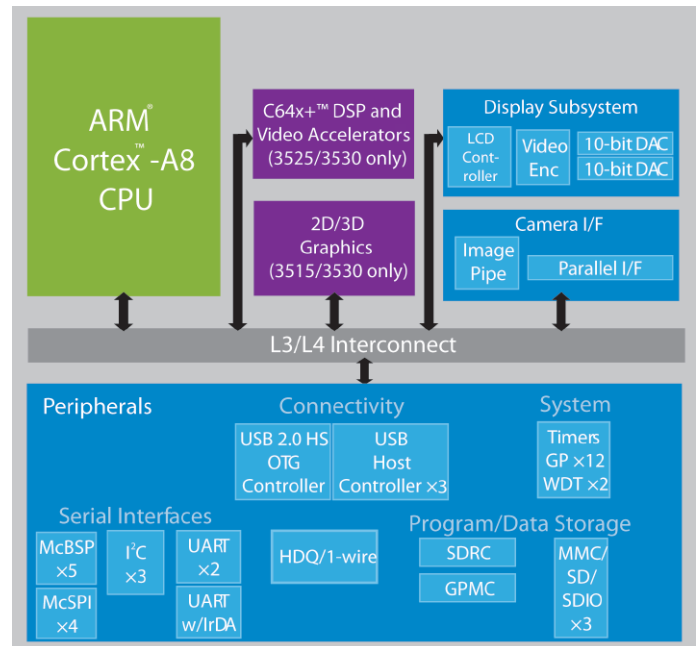 ARM®
Cortex™-A8
CPU
C64x+™ DSP and
Video Accelerators
(3525/3530 only)
2D/3D
Graphics
(3515/3530 only)
Display Subsystem
LCD
Cont-
roller
Video
Enc
10-bit DAC
10-bit DAC
Camera I/F
Image
Pipe
Parallel I/F
L3/L4 Interconnect
Peripherals
Connectivity
USB 2.0 HS
OTG
Controller
USB
Host
Controller ×3
System
Timers
GP ×12
WDT ×2
Serial Interfaces
McBSP
×5
McSPI
×4
I²C
×3
UART
×2
UART
w/IrDA
HDQ/1-wire
Program/Data Storage
SDRC
GPMC
MMC/
SD/
SDIO
×3